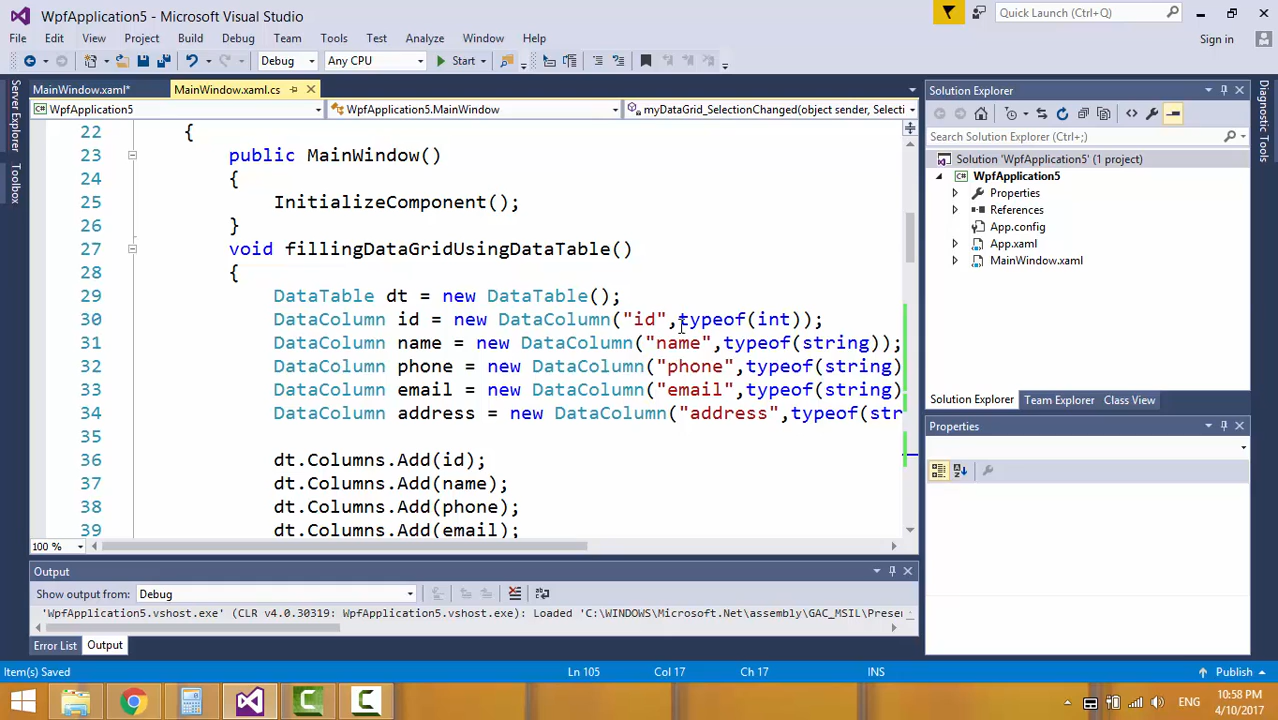 WpfApplication5 - Microsoft Visual Studio
Quick Launch (Ctrl+Q)
File Edit View Project Build Debug Team Tools Test Analyze Window Help
Sign in
Debug Any CPU Start
MainWindow.xaml* MainWindow.xaml.cs
WpfApplication5 WpfApplication5.MainWindow myDataGrid_SelectionChanged(object sender, Selecti
Server Explorer
Toolbox
22 {
23 public MainWindow()
24 {
25 InitializeComponent();
26 }
27 void fillingDataGridUsingDataTable()
28 {
29 DataTable dt = new DataTable();
30 DataColumn id = new DataColumn("id",typeof(int));
31 DataColumn name = new DataColumn("name",typeof(string));
32 DataColumn phone = new DataColumn("phone",typeof(string)
33 DataColumn email = new DataColumn("email",typeof(string)
34 DataColumn address = new DataColumn("address",typeof(str
35
36 dt.Columns.Add(id);
37 dt.Columns.Add(name);
38 dt.Columns.Add(phone);
39 dt.Columns.Add(email);
100 %
Solution Explorer
Search Solution Explorer (Ctrl+;)
Solution 'WpfApplication5' (1 project)
WpfApplication5
Properties
References
App.config
App.xaml
MainWindow.xaml
Solution Explorer Team Explorer Class View
Properties
Diagnostic Tools
Output
Show output from: Debug
'WpfApplication5.vshost.exe' (CLR v4.0.30319: WpfApplication5.vshost.exe): Loaded 'C:\WINDOWS\Microsoft.Net\assembly\GAC_MSIL\Presen
Error List Output
Item(s) Saved Ln 105 Col 17 Ch 17 INS Publish
ENG
10:58 PM
4/10/2017